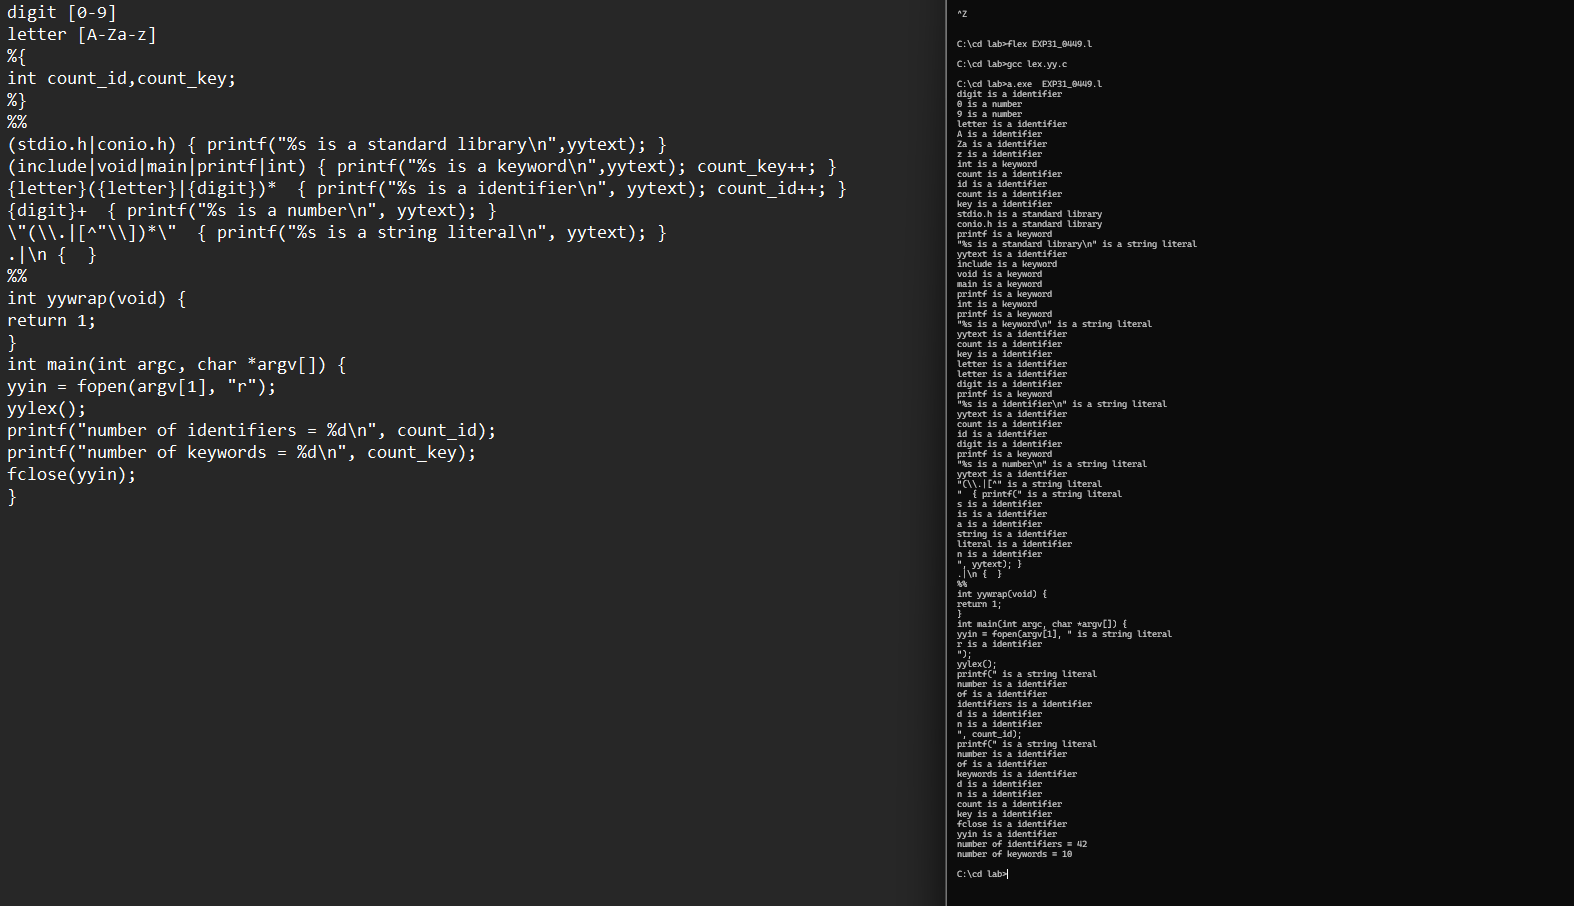 digit [0-9]
letter [A-Za-z]
%{
int count_id,count_key;
%}
%%
(stdio.h|conio.h) { printf("%s is a standard library\n",yytext); }
(include|void|main|printf|int) { printf("%s is a keyword\n",yytext); count_key++; }
{letter}({letter}|{digit})*  { printf("%s is a identifier\n", yytext); count_id++; }
{digit}+  { printf("%s is a number\n", yytext); }
\"(\\.|[^"\\])*\"  { printf("%s is a string literal\n", yytext); }
.|\n {  }
%%
int yywrap(void) {
return 1;
}
int main(int argc, char *argv[]) {
yyin = fopen(argv[1], "r");
yylex();
printf("number of identifiers = %d\n", count_id);
printf("number of keywords = %d\n", count_key);
fclose(yyin);
}
^Z
C:\cd lab>flex EXP31_0449.l
C:\cd lab>gcc lex.yy.c
C:\cd lab>a.exe  EXP31_0449.l
digit is a identifier
0 is a number
9 is a number
letter is a identifier
A is a identifier
Za is a identifier
z is a identifier
int is a keyword
count is a identifier
id is a identifier
count is a identifier
key is a identifier
stdio.h is a standard library
conio.h is a standard library
printf is a keyword
"%s is a standard library\n" is a string literal
yytext is a identifier
include is a keyword
void is a keyword
main is a keyword
printf is a keyword
int is a keyword
printf is a keyword
"%s is a keyword\n" is a string literal
yytext is a identifier
count is a identifier
key is a identifier
letter is a identifier
letter is a identifier
digit is a identifier
printf is a keyword
"%s is a identifier\n" is a string literal
yytext is a identifier
count is a identifier
id is a identifier
digit is a identifier
printf is a keyword
"%s is a number\n" is a string literal
yytext is a identifier
"(\\.|[^" is a string literal
"  { printf(" is a string literal
s is a identifier
is is a identifier
a is a identifier
string is a identifier
literal is a identifier
n is a identifier
", yytext); }
.|\n {  }
%%
int yywrap(void) {
return 1;
}
int main(int argc, char *argv[]) {
yyin = fopen(argv[1], " is a string literal
r is a identifier
");
yylex();
printf(" is a string literal
number is a identifier
of is a identifier
identifiers is a identifier
d is a identifier
n is a identifier
", count_id);
printf(" is a string literal
number is a identifier
of is a identifier
keywords is a identifier
d is a identifier
n is a identifier
count is a identifier
key is a identifier
fclose is a identifier
yyin is a identifier
number of identifiers = 42
number of keywords = 10
C:\cd lab>